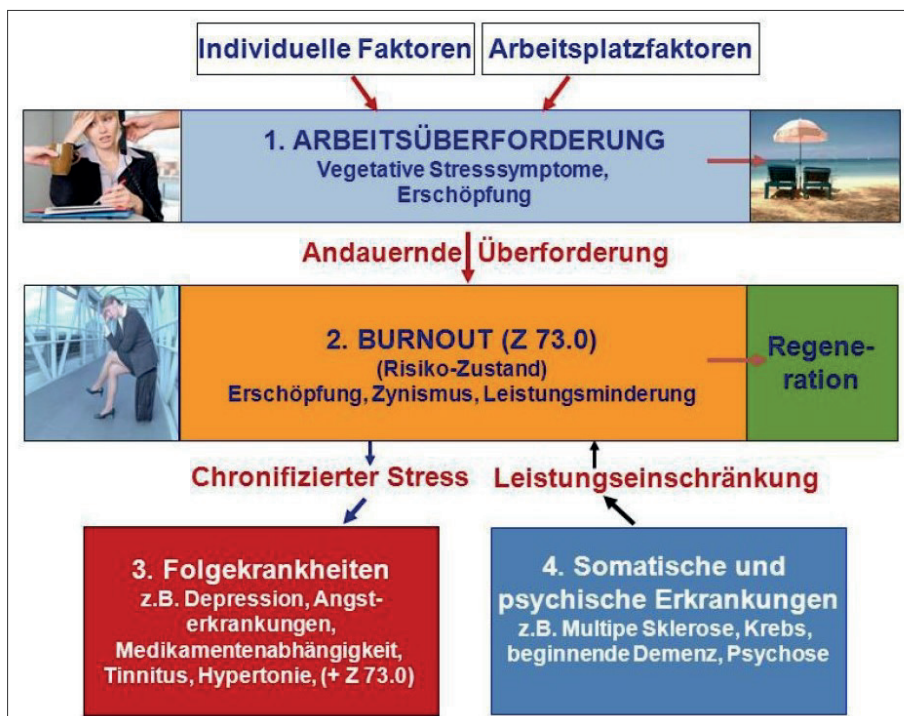 Individuelle Faktoren
Arbeitsplatzfaktoren
1. ARBEITSÜBERFORDERUNG
Vegetative Stresssymptome,
Erschöpfung
Andauernde Überforderung
2. BURNOUT (Z 73.0)
(Risiko-Zustand)
Erschöpfung, Zynismus, Leistungsminderung
Regene-
ration
Chronifizierter Stress
Leistungseinschränkung
3. Folgekrankheiten
z.B. Depression, Angst-
erkrankungen,
Medikamentenabhängigkeit,
Tinnitus, Hypertonie, (+ Z 73.0)
4. Somatische und
psychische Erkrankungen
z.B. Multipe Sklerose, Krebs,
beginnende Demenz, Psychose